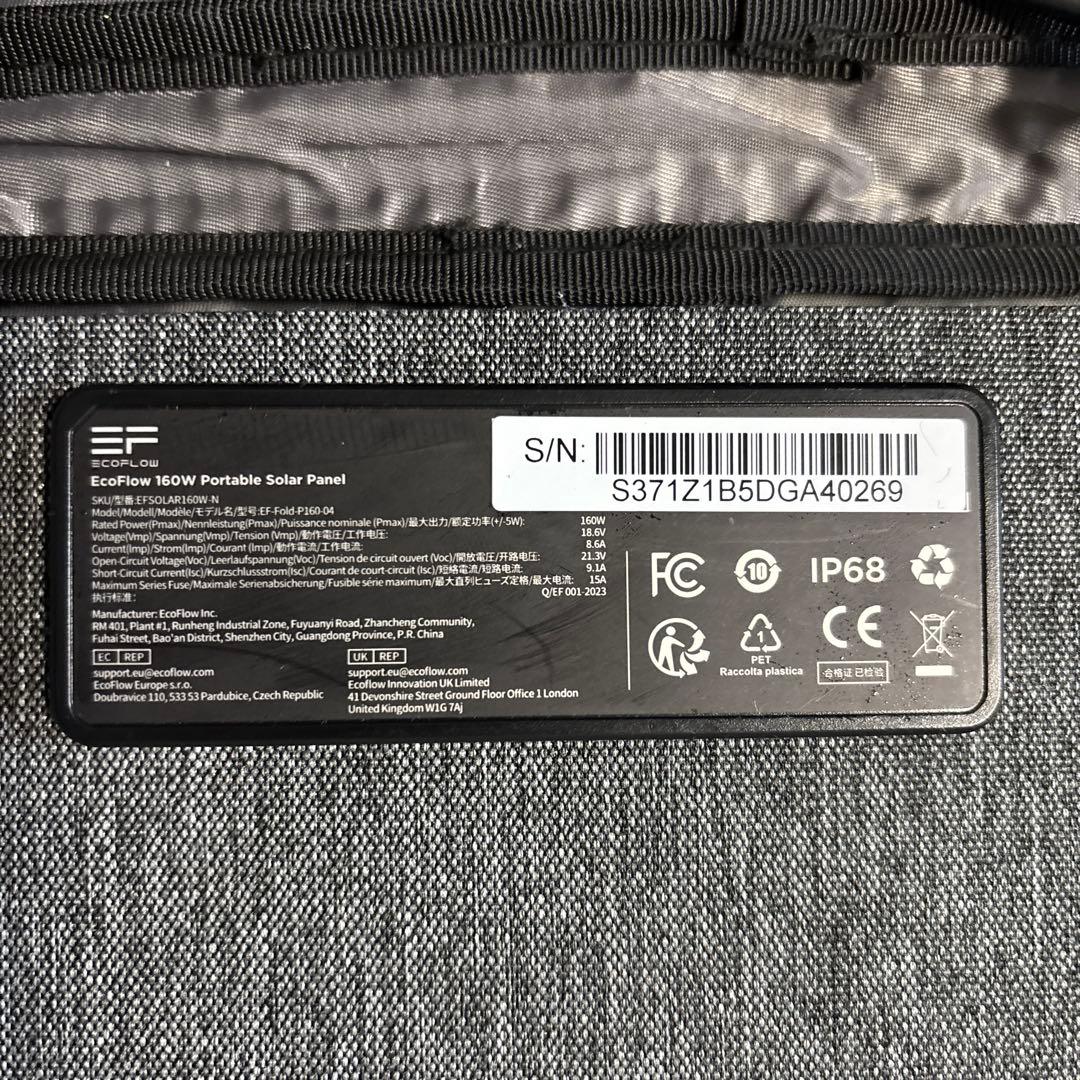 EF
ECOFLOW
EcoFlow 160W Portable Solar Panel
SKU/型番:EFSOLAR160W-N
Model/Modell/Modèle/モデル名/型号:EF-Fold-P160-04
Rated Power(Pmax)/Nennleistung(Pmax)/Puissance nominale (Pmax)/最大出力/额定功率(+/-5W): 160W
Voltage(Vmp)/Spannung(Vmp)/Tension (Vmp)/動作電圧/工作电压: 18.6V
Current(Imp)/Strom(Imp)/Courant (Imp)/動作電流/工作电流: 8.6A
Open-Circuit Voltage(Voc)/Leerlaufspannung(Voc)/Tension de circuit ouvert (Voc)/開放電圧/开路电压: 21.3V
Short-Circuit Current(Isc)/Kurzschlussstrom(Isc)/Courant de court-circuit (Isc)/短絡電流/短路电流: 9.1A
Maximum Series Fuse/Maximale Serienabsicherung/Fusible série maximum/最大直列ヒューズ定格/最大电流: 15A
执行标准: Q/EF 001-2023
Manufacturer: EcoFlow Inc.
RM 401, Plant #1, Runheng Industrial Zone, Fuyuanyi Road, Zhancheng Community,
Fuhai Street, Bao'an District, Shenzhen City, Guangdong Province, P.R. China
EC REP
support.eu@ecoflow.com
EcoFlow Europe s.r.o.
Doubravice 110, 533 53 Pardubice, Czech Republic
UK REP
support.eu@ecoflow.com
Ecoflow Innovation UK Limited
41 Devonshire Street Ground Floor Office 1 London
United Kingdom W1G 7Aj
S/N:
S371Z1B5DGA40269
FC
10
IP68
1
PET
Raccolta plastica
CE
合格证 已检验